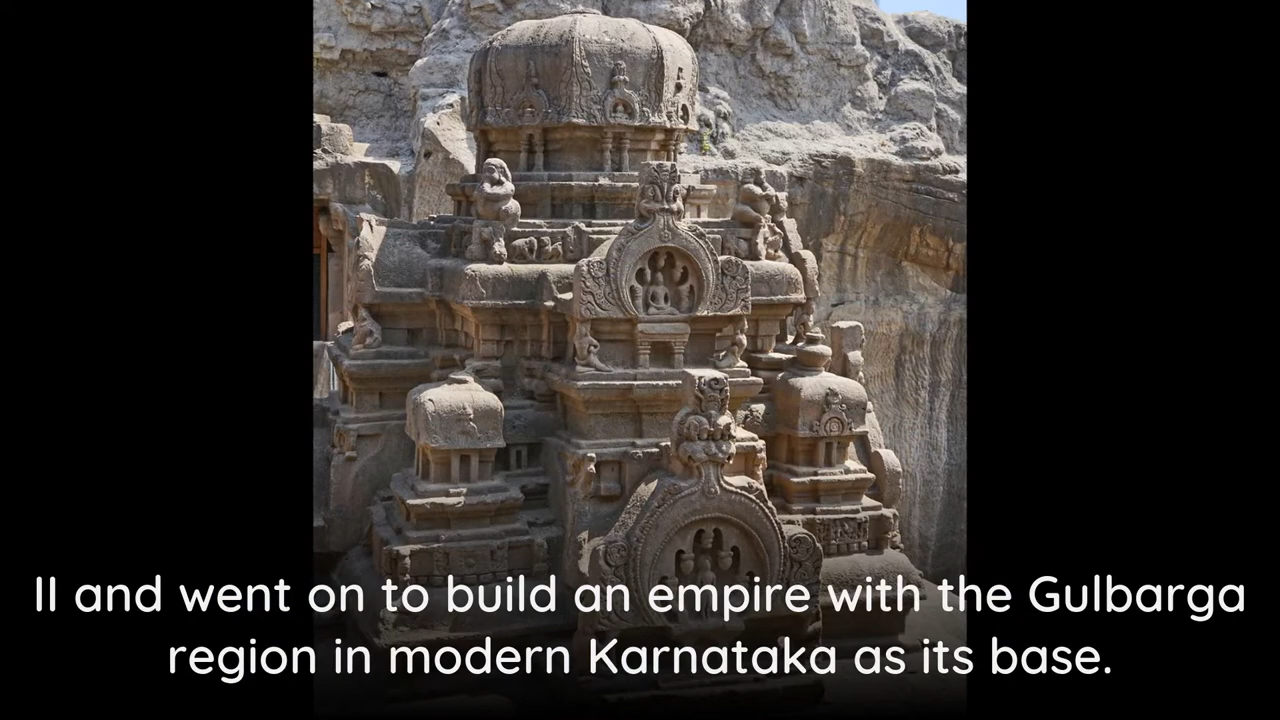 II and went on to build an empire with the Gulbarga
region in modern Karnataka as its base.